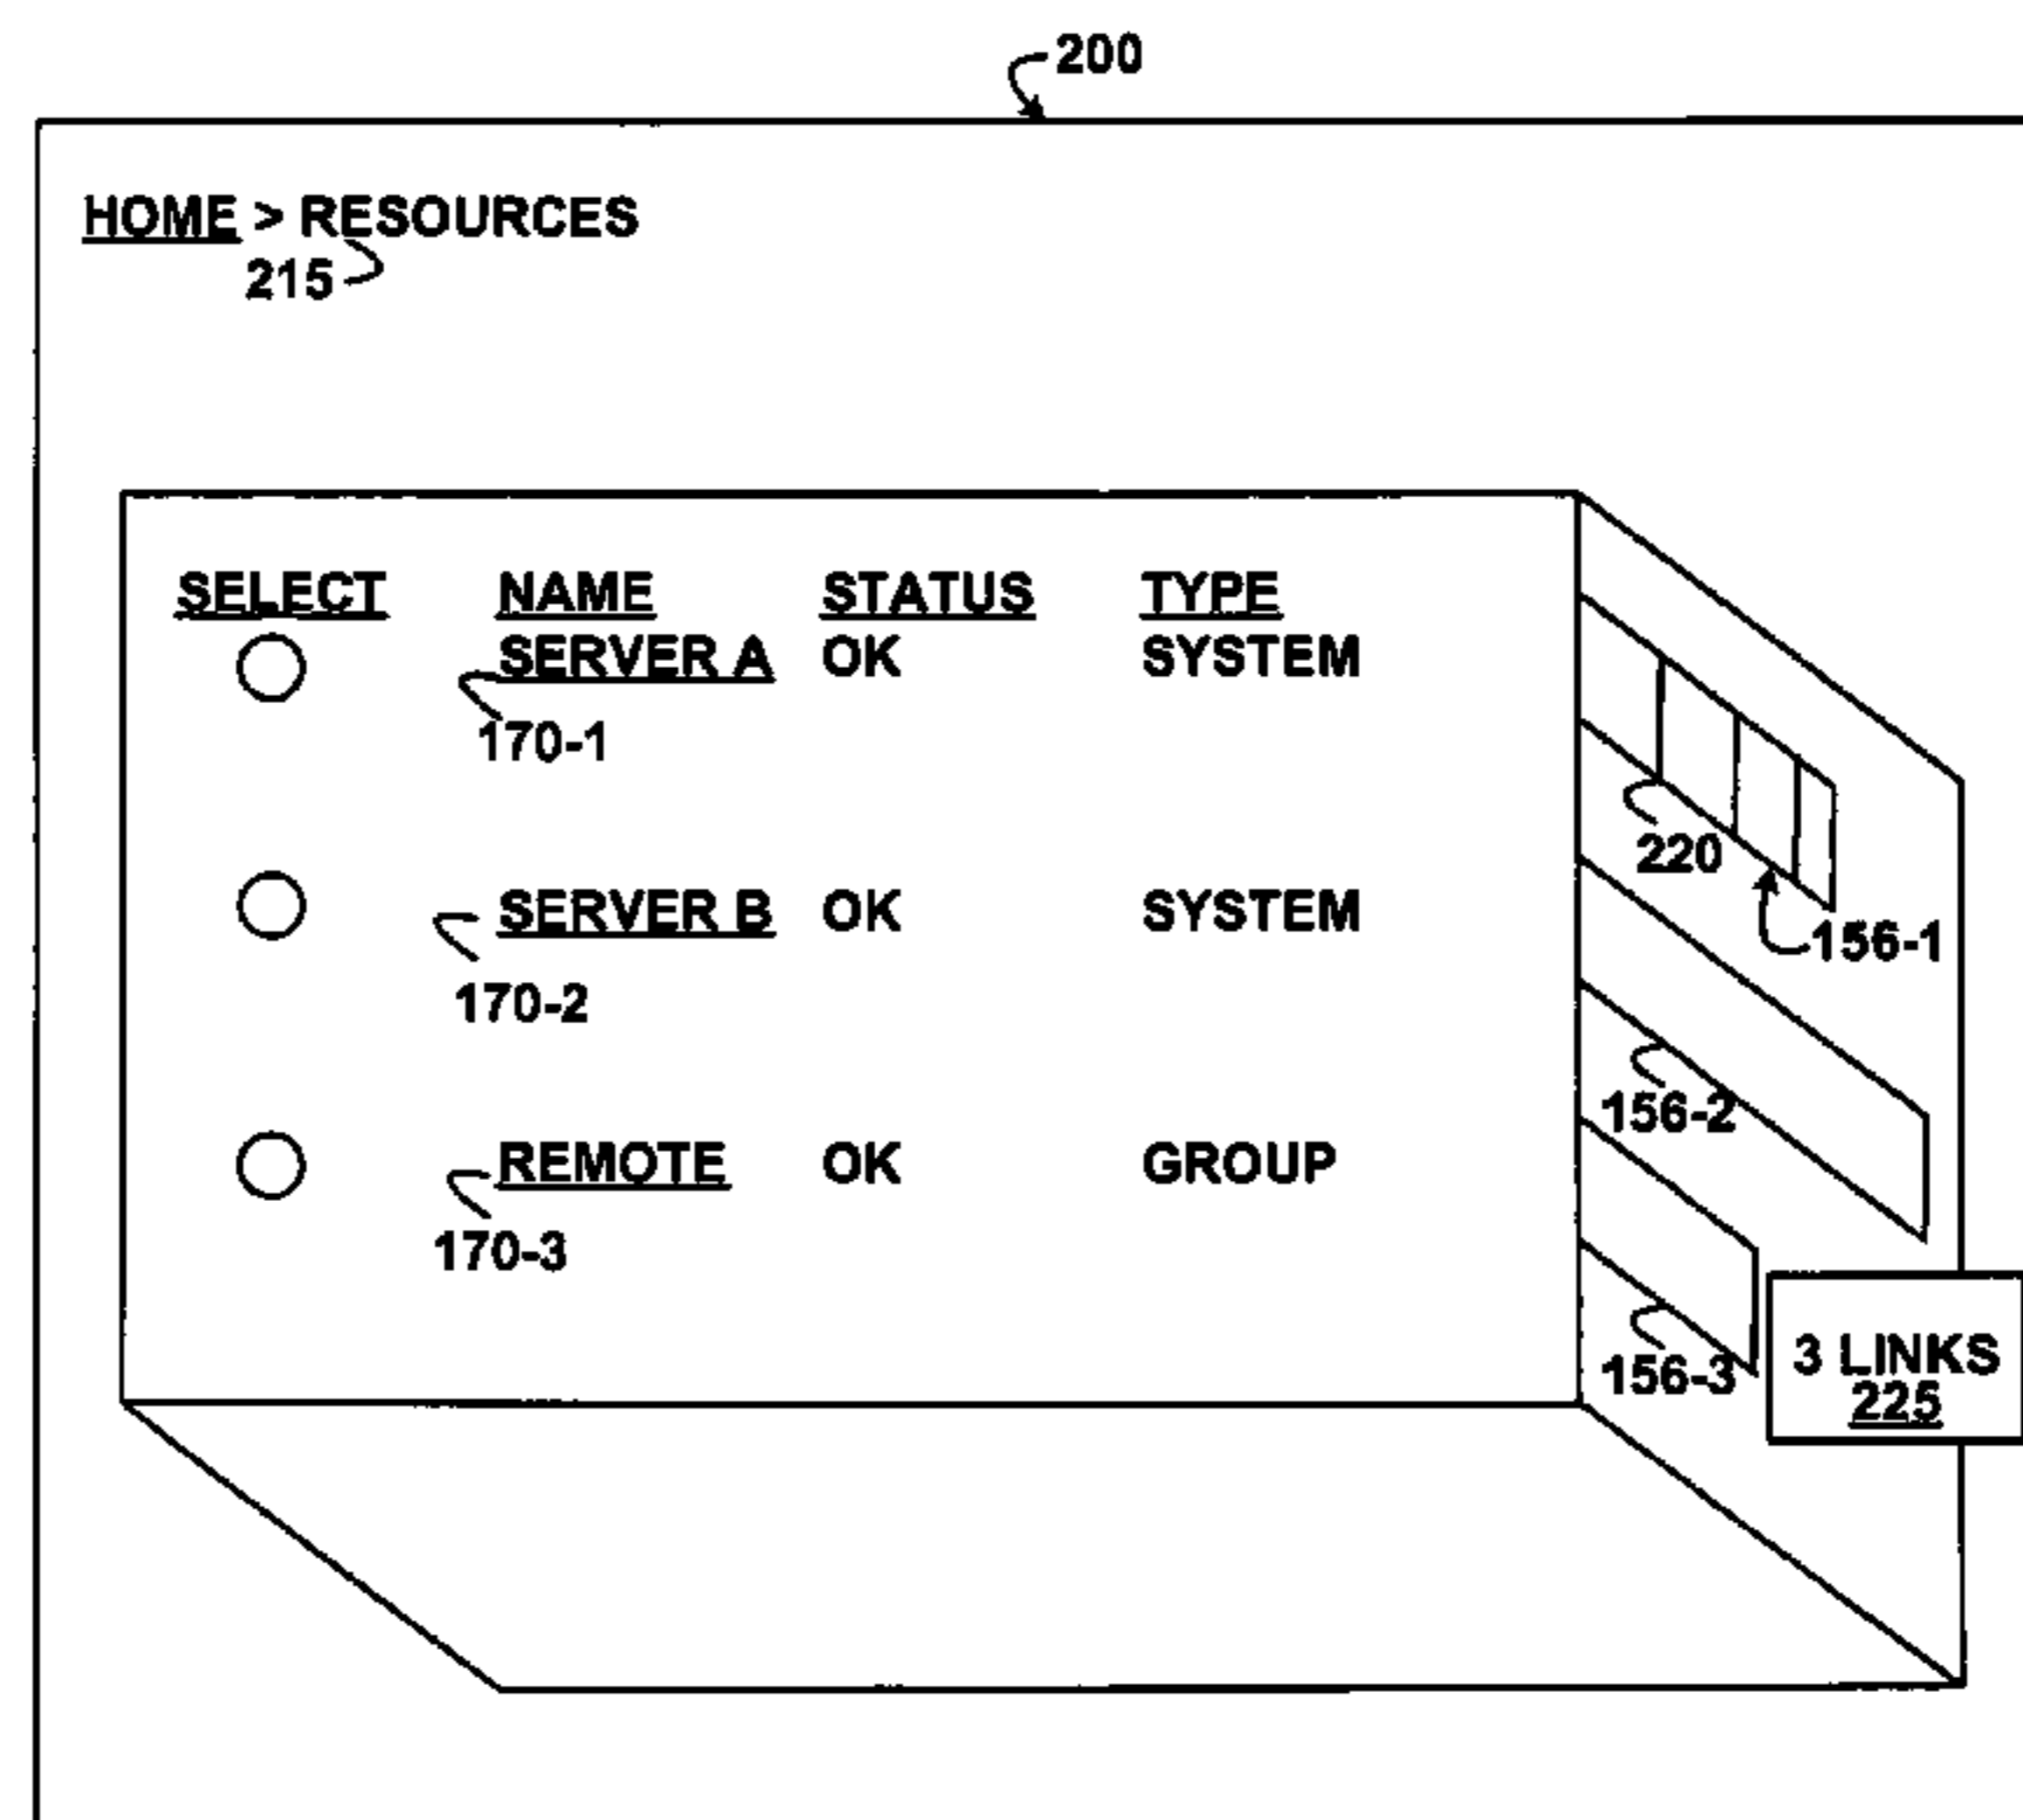 200
HOME > RESOURCES
215
SELECT NAME STATUS TYPE
SERVER A OK SYSTEM
170-1
220
SERVER B OK SYSTEM
156-1
170-2
156-2
REMOTE OK GROUP
170-3
3 LINKS
156-3
225